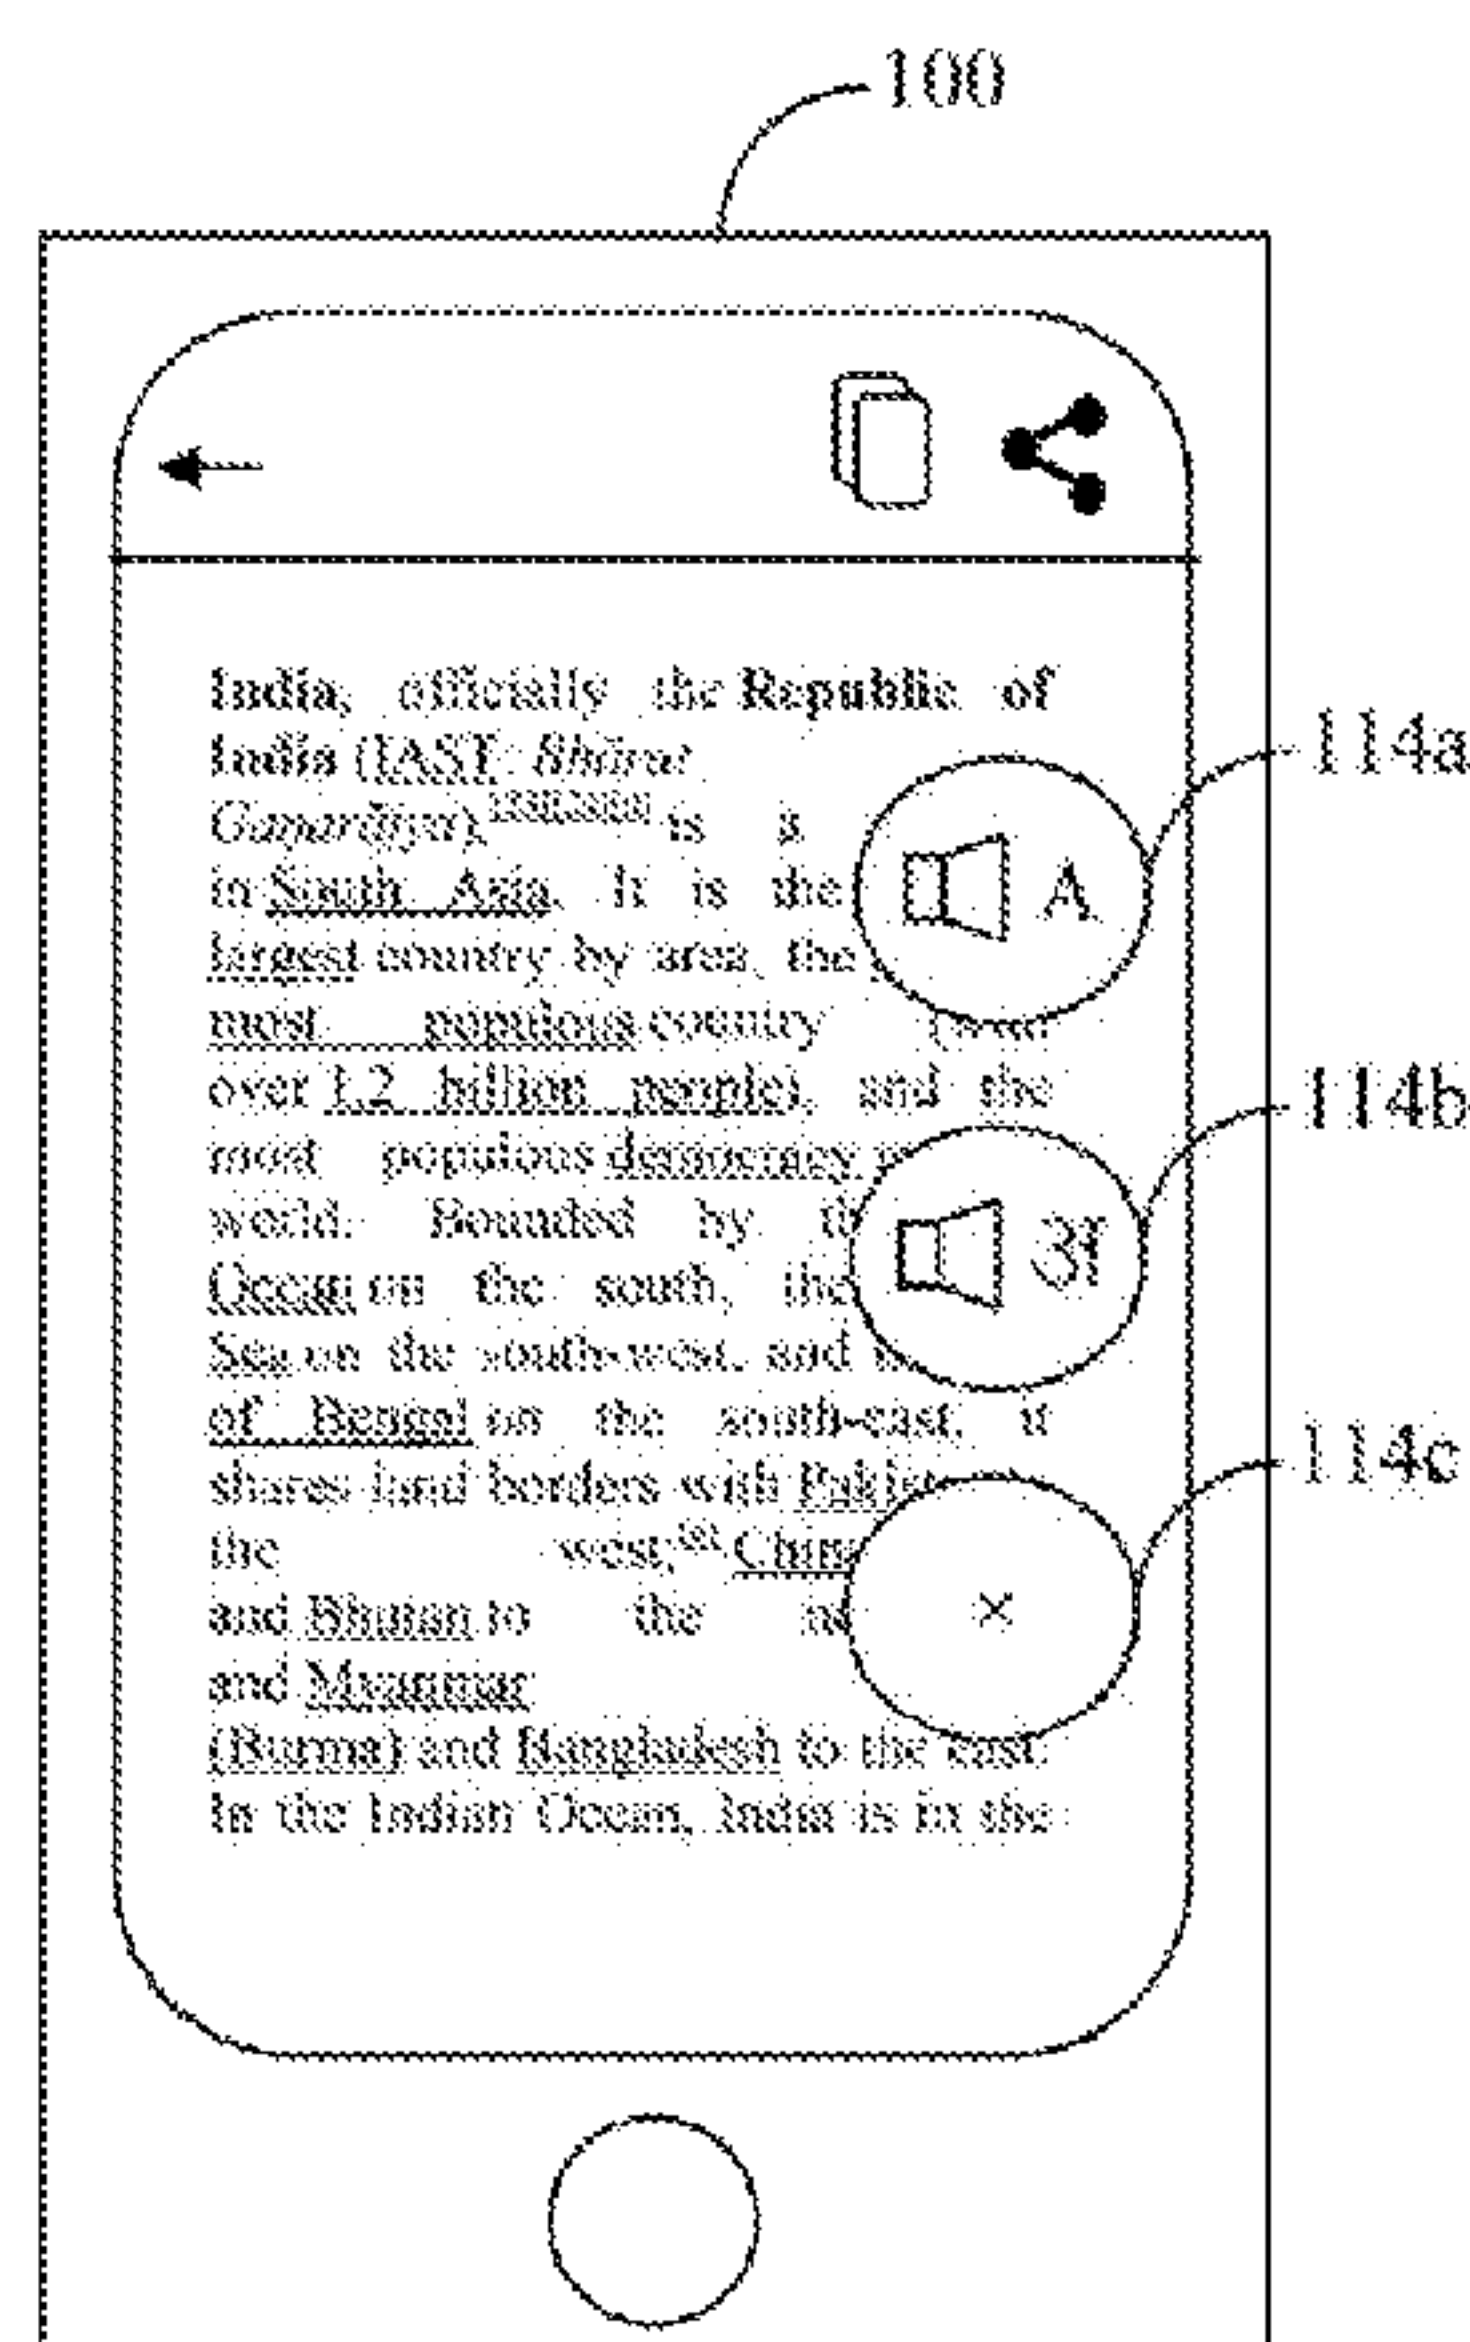 100
India, officially the Republic of
India (IAST: Bhārat
is a
in South Asia. It is the
largest country by area, the
most populous country
over 1.2 billion people), and the
most populous democracy
world. Bounded by
Ocean on the south, the
Sea on the south-west, and
of Bengal on the south-east, it
shares land borders with
the west;
and Bhutan to the
and Myanmar
(Burma) and Bangladesh to the east.
In the Indian Ocean, India is in the
114a
A
114b
अ
114c
×